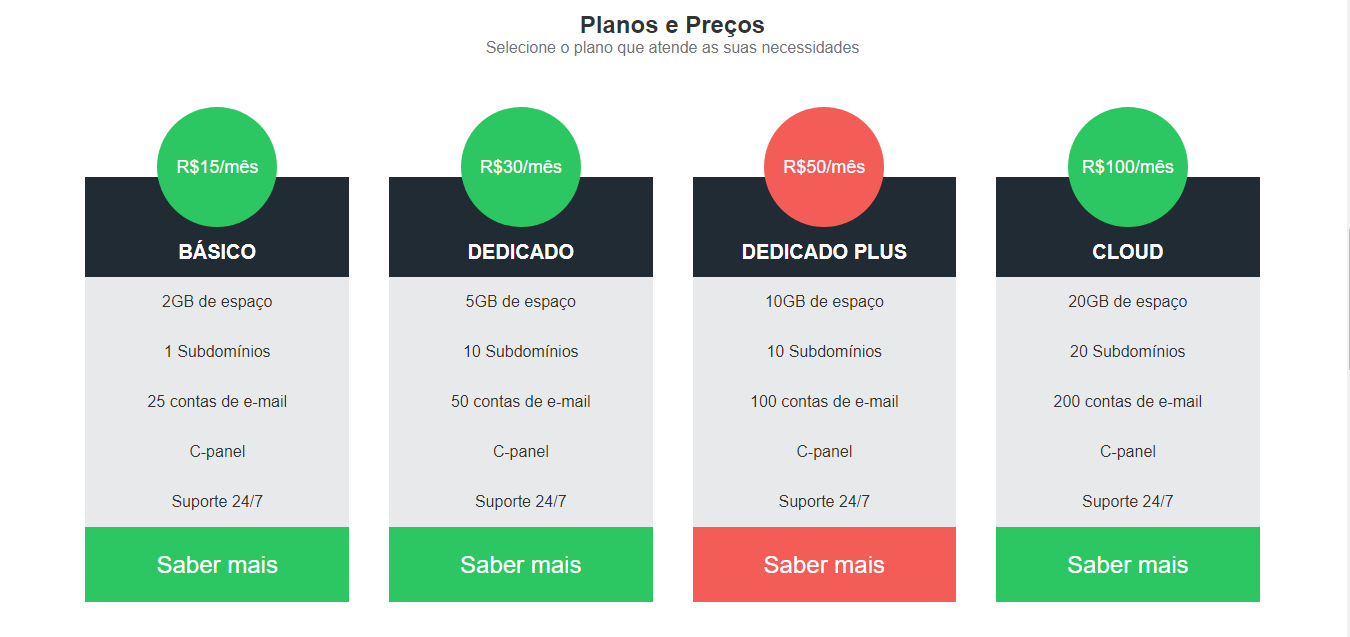 Planos e Preços
Selecione o plano que atende as suas necessidades
R$15/mês
BÁSICO
2GB de espaço
1 Subdomínios
25 contas de e-mail
C-panel
Suporte 24/7
Saber mais
R$30/mês
DEDICADO
5GB de espaço
10 Subdomínios
50 contas de e-mail
C-panel
Suporte 24/7
Saber mais
R$50/mês
DEDICADO PLUS
10GB de espaço
10 Subdomínios
100 contas de e-mail
C-panel
Suporte 24/7
Saber mais
R$100/mês
CLOUD
20GB de espaço
20 Subdomínios
200 contas de e-mail
C-panel
Suporte 24/7
Saber mais